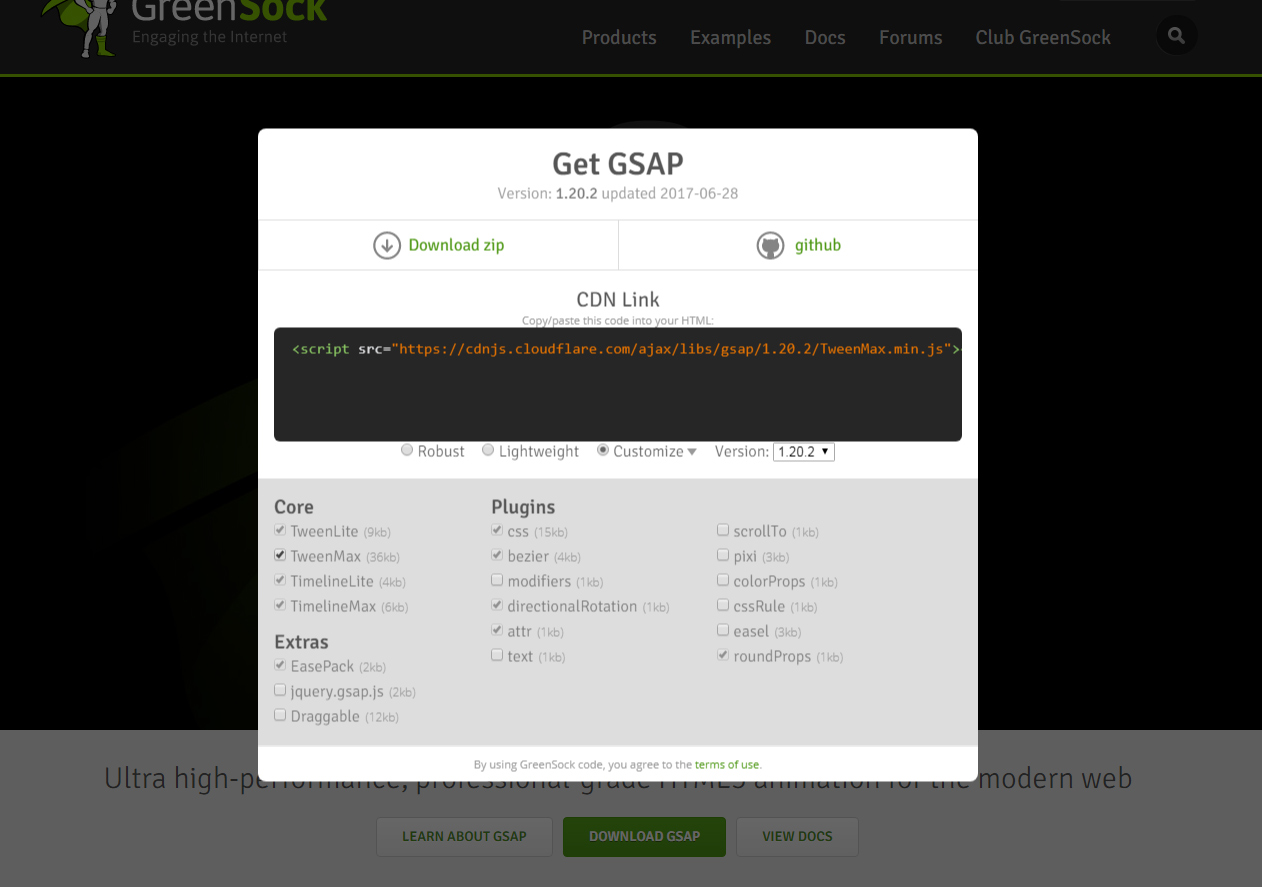 GreenSock
Engaging the Internet
Products Examples Docs Forums Club GreenSock
Get GSAP
Version: 1.20.2 updated 2017-06-28
Download zip
github
CDN Link
Copy/paste this code into your HTML:
<script src="https://cdnjs.cloudflare.com/ajax/libs/gsap/1.20.2/TweenMax.min.js">
Robust Lightweight Customize Version: 1.20.2
Core
TweenLite (9kb)
TweenMax (36kb)
TimelineLite (4kb)
TimelineMax (6kb)
Extras
EasePack (2kb)
jquery.gsap.js (2kb)
Draggable (12kb)
Plugins
css (15kb)
bezier (4kb)
modifiers (1kb)
directionalRotation (1kb)
attr (1kb)
text (1kb)
scrollTo (1kb)
pixi (3kb)
colorProps (1kb)
cssRule (1kb)
easel (3kb)
roundProps (1kb)
By using GreenSock code, you agree to the terms of use.
Ultra high-performance, professional-grade HTML5 animation for the modern web
LEARN ABOUT GSAP
DOWNLOAD GSAP
VIEW DOCS